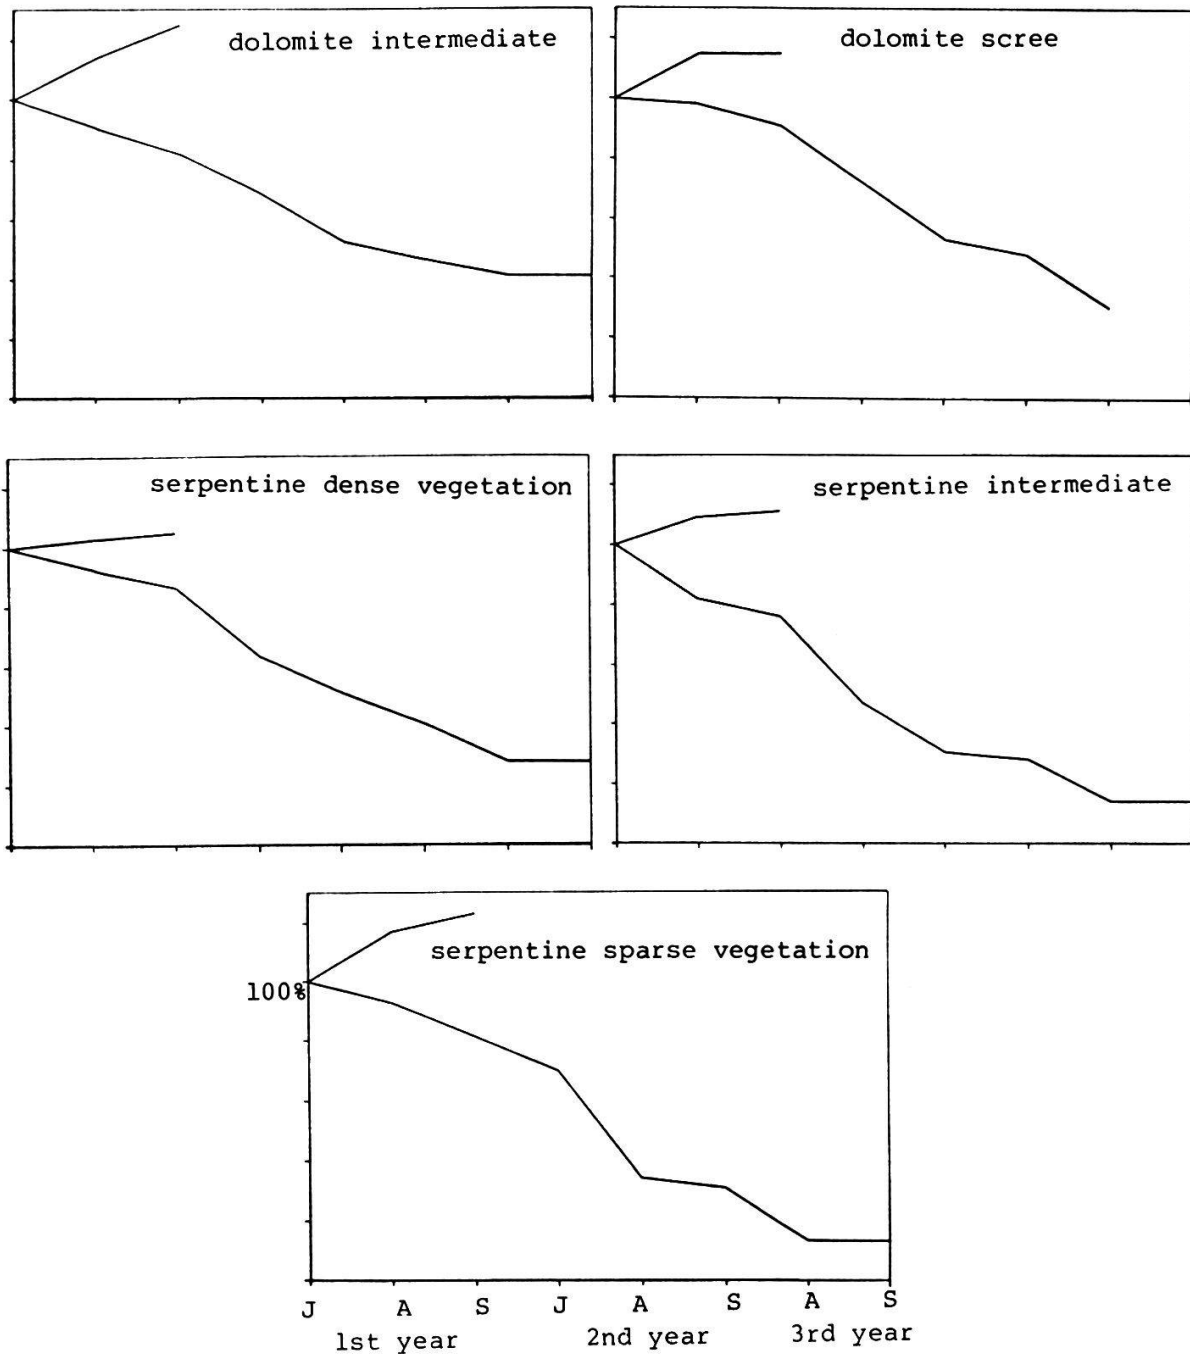 dolomite intermediate
dolomite scree
serpentine dense vegetation
serpentine intermediate
serpentine sparse vegetation
100%
J A S J A S A S
1st year 2nd year 3rd year